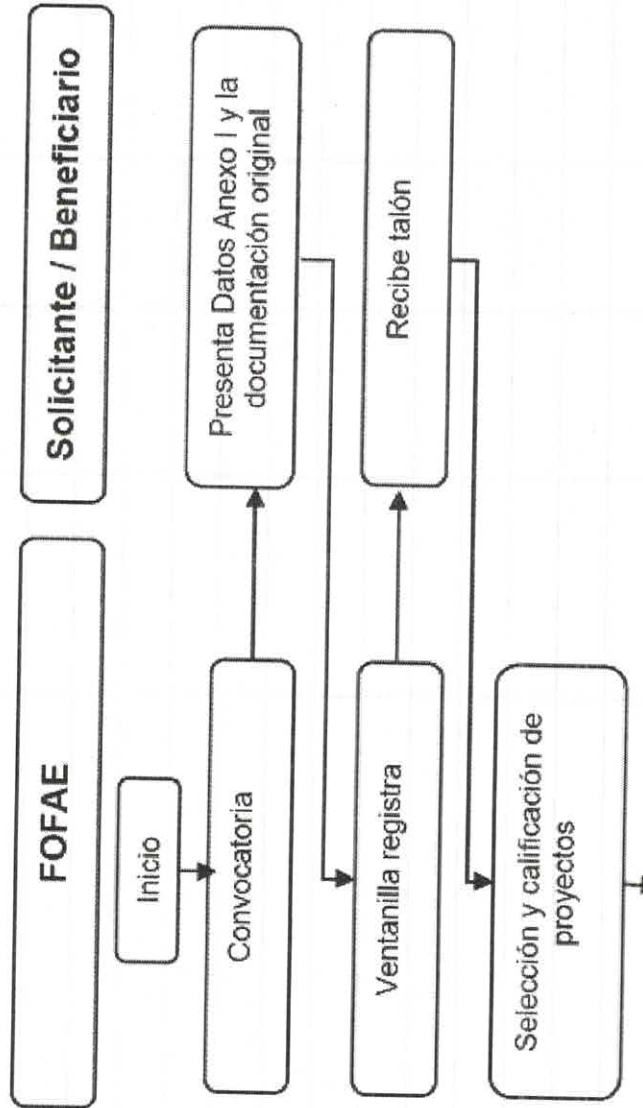 FOFAE
Solicitante / Beneficiario
Inicio
Convocatoria
Presenta Datos Anexo I y la
documentación original
Ventanilla registra
Recibe talón
Selección y calificación de
proyectos